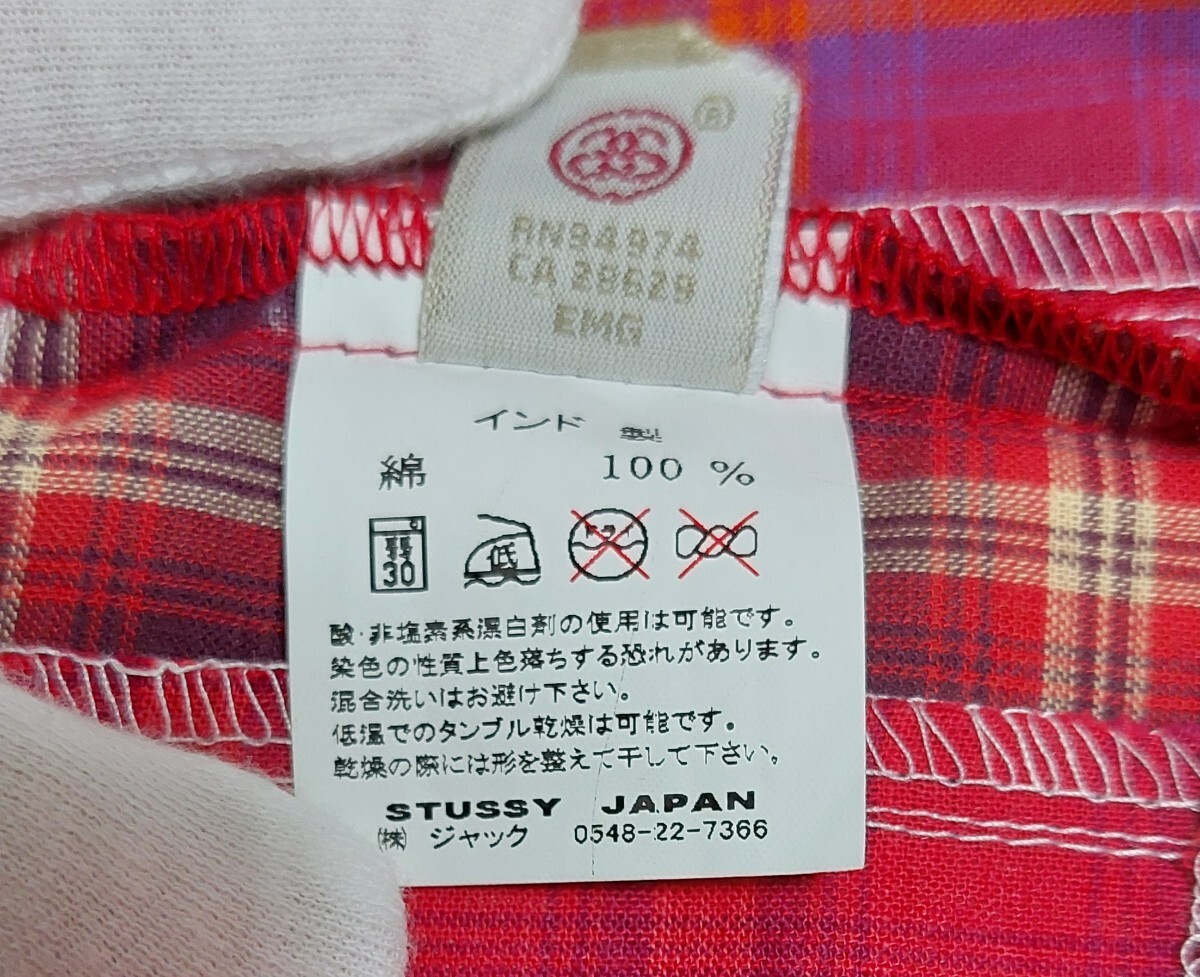 ®
RN94974
CA 28629
EMG
インド 製
綿 100 %
弱 30 低 ドライ
酸・非塩素系漂白剤の使用は可能です。
染色の性質上色落ちする恐れがあります。
混合洗いはお避け下さい。
低温でのタンブル乾燥は可能です。
乾燥の際には形を整えて干して下さい。
STUSSY JAPAN
㈱ ジャック 0548-22-7366